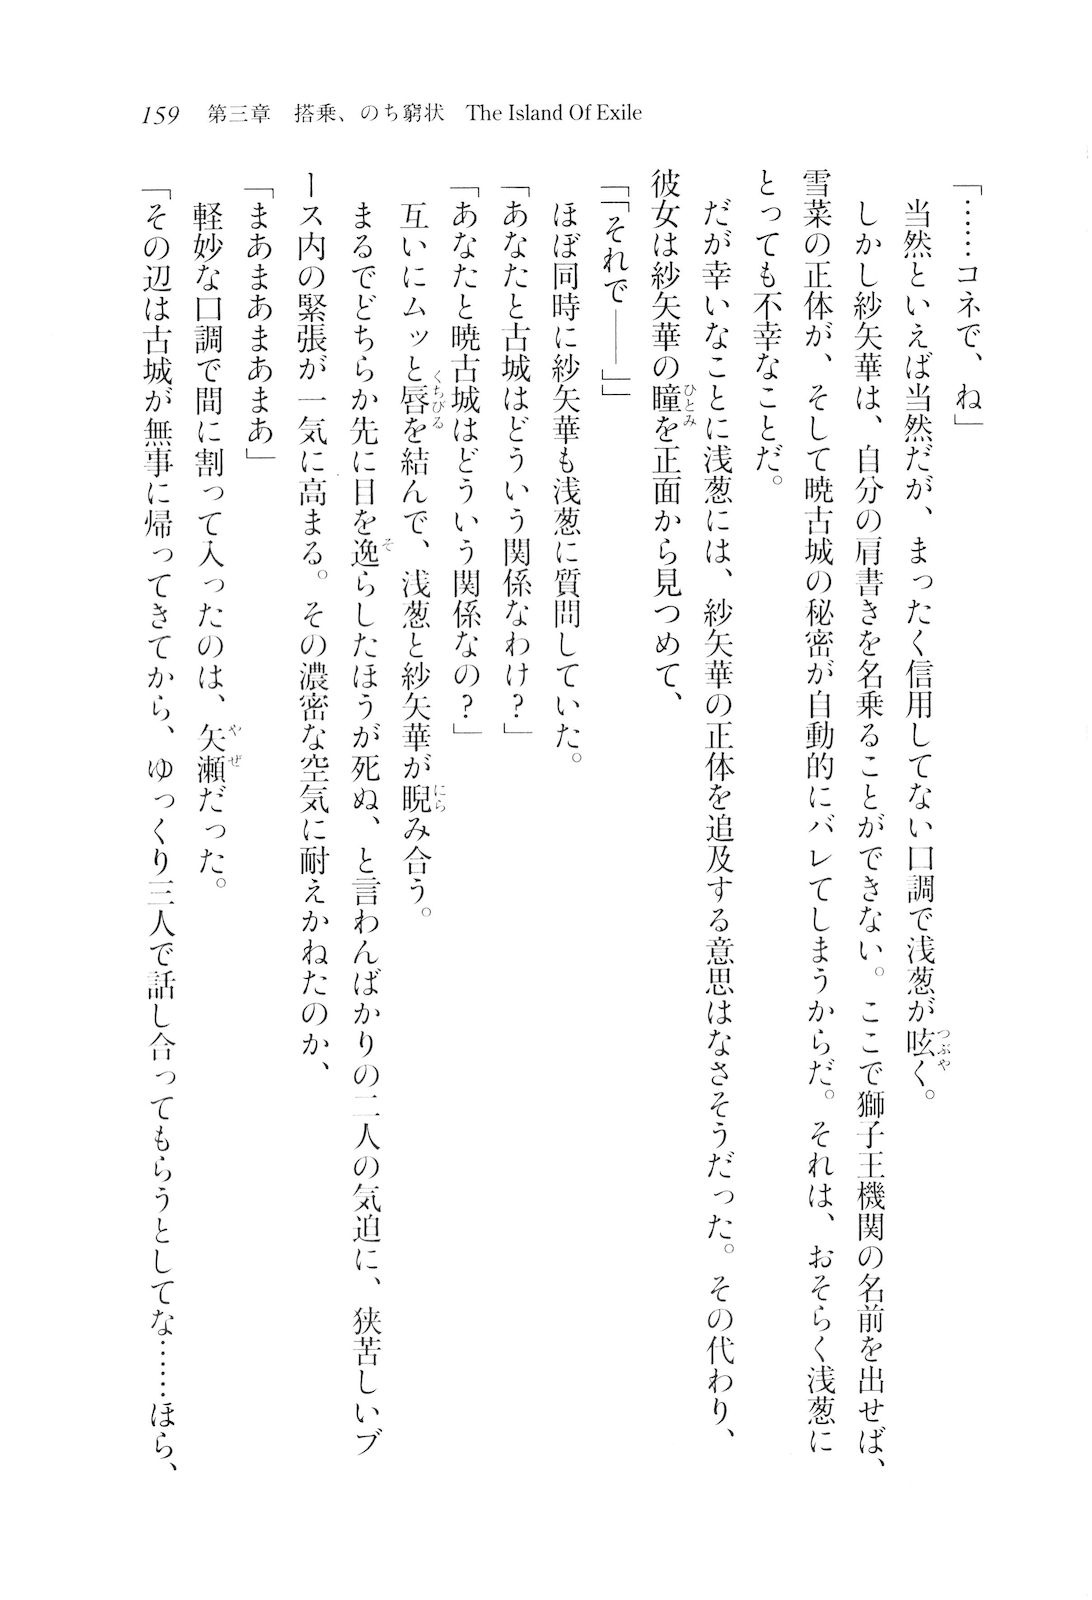 159 第三章 搭乗、のち窮状 The Island Of Exile
「……コネで、ね」
当然といえば当然だが、まったく信用してない口調で浅葱が呟く。
しかし紗矢華は、自分の肩書きを名乗ることができない。ここで獅子王機関の名前を出せば、
雪菜の正体が、そして暁古城の秘密が自動的にバレてしまうからだ。それは、おそらく浅葱に
とっても不幸なことだ。
だが幸いなことに浅葱には、紗矢華の正体を追及する意思はなさそうだった。その代わり、
彼女は紗矢華の瞳を正面から見つめて、
「「それで――」」
ほぼ同時に紗矢華も浅葱に質問していた。
「あなたと古城はどういう関係なわけ？」
「あなたと暁古城はどういう関係なの？」
互いにムッと唇を結んで、浅葱と紗矢華が睨み合う。
まるでどちらか先に目を逸らしたほうが死ぬ、と言わんばかりの二人の気迫に、狭苦しいブ
ース内の緊張が一気に高まる。その濃密な空気に耐えかねたのか、
「まあまあまあまあ」
軽妙な口調で間に割って入ったのは、矢瀬だった。
「その辺は古城が無事に帰ってきてから、ゆっくり三人で話し合ってもらうとしてな……ほら、